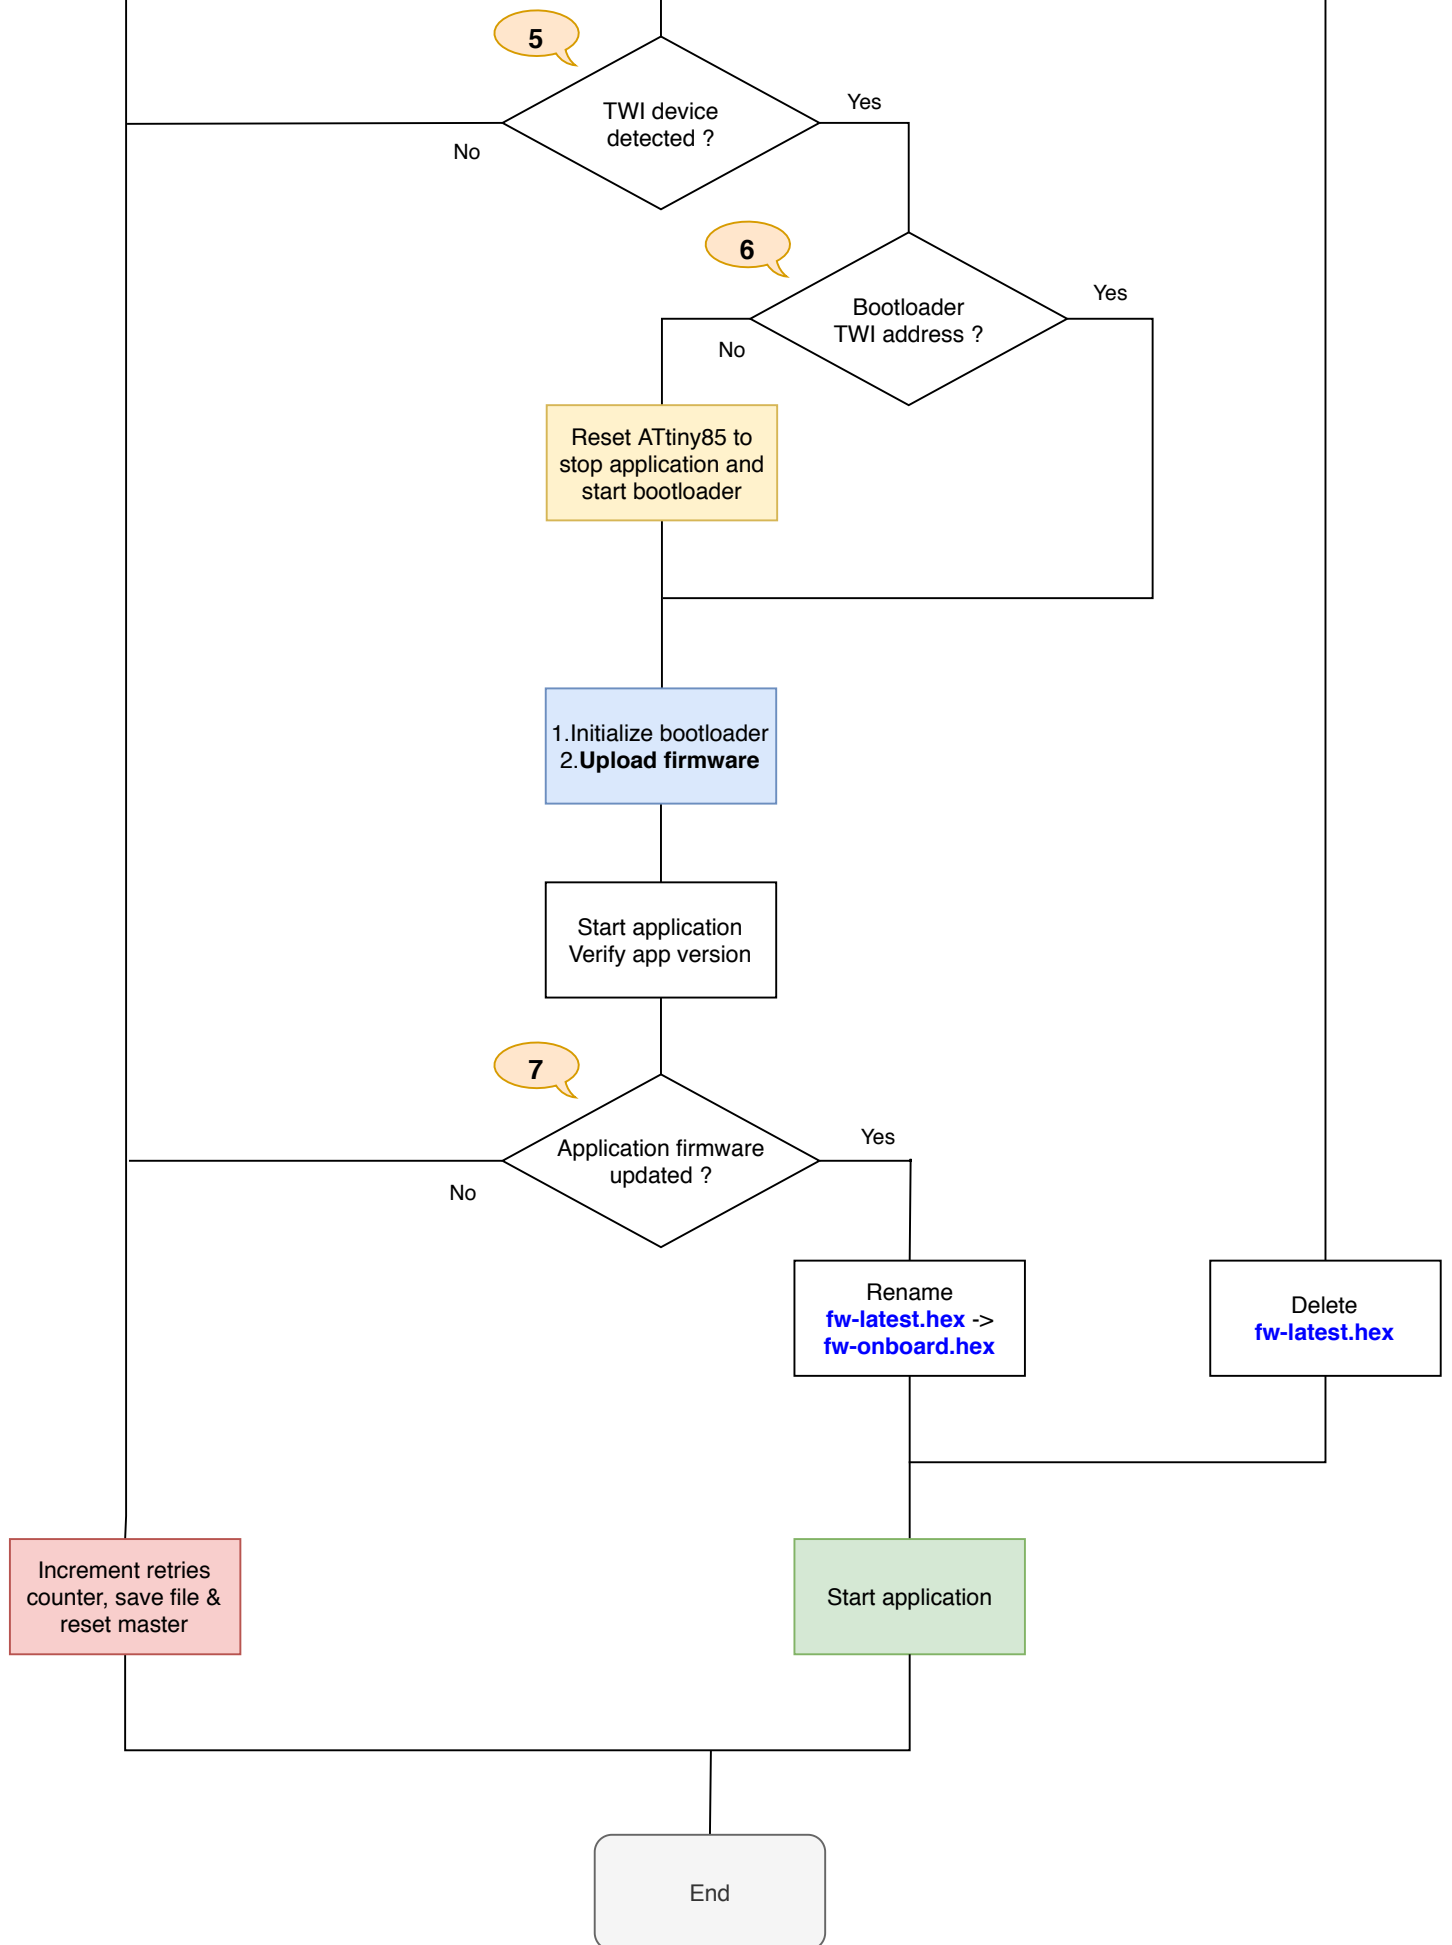 5
TWI device
detected ?
Yes
No
6
Bootloader
TWI address ?
Yes
No
Reset ATtiny85 to
stop application and
start bootloader
1.Initialize bootloader
2.Upload firmware
Start application
Verify app version
7
Application firmware
updated ?
Yes
No
Rename
fw-latest.hex ->
fw-onboard.hex
Delete
fw-latest.hex
Increment retries
counter, save file &
reset master
Start application
End